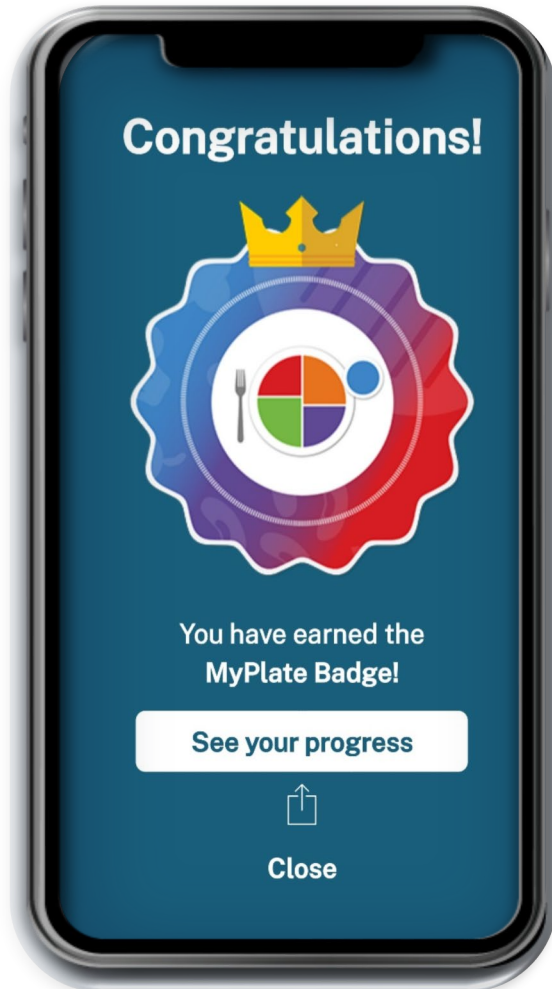 Congratulations!
You have earned the
MyPlate Badge!
See your progress
Close